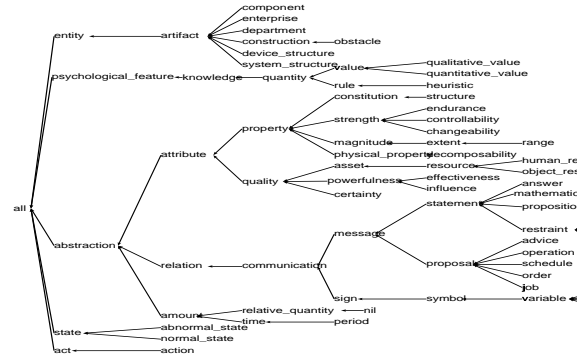 component
enterprise
entity artifact department
construction obstacle
device_structure
system_structure value qualitative_value
psychological_feature knowledge quantity quantitative_value
rule heuristic
constitution structure
endurance
property strength controllability
changeability
magnitude extent range
attribute physical_property decomposability
asset resource
quality powerfulness effectiveness
influence
certainty answer
statement
all message restraint
abstraction advice
relation communication operation
proposal schedule
order
job
sign symbol variable
amount relative_quantity nil
time period
state abnormal_state
normal_state
act action